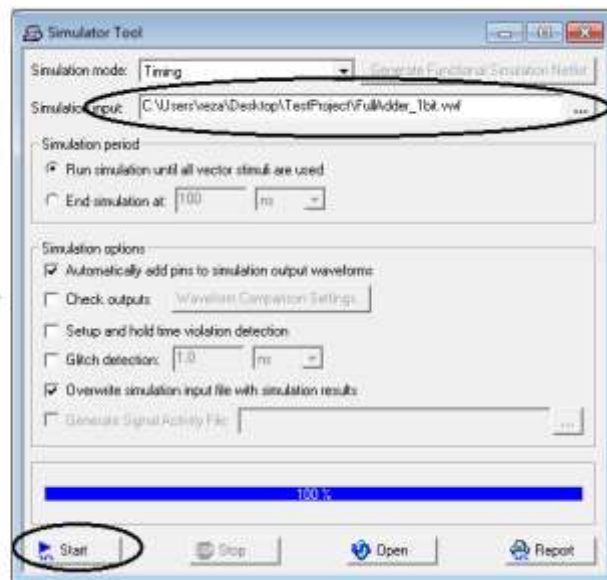 Simulator Tool
Simulation mode: Timing Generate Functional Simulation Netlist
Simulation input: C:\Users\reza\Desktop\TestProject\FullAdder_1bit.vwf ...
Simulation period
Run simulation until all vector stimuli are used
End simulation at: 100 ns
Simulation options
Automatically add pins to simulation output waveforms
Check outputs Waveform Comparison Settings...
Setup and hold time violation detection
Glitch detection: 1.0 ns
Overwrite simulation input file with simulation results
Generate Signal Activity File: ...
100 %
Start Stop Open Report